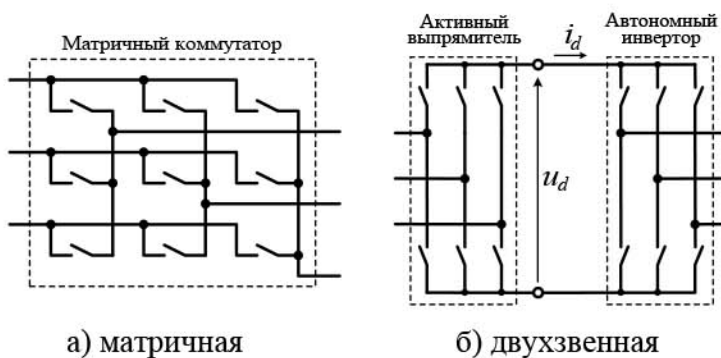 Матричный коммутатор
Активный
выпрямитель
i_d
Автономный
инвертор
u_d
а) матричная
б) двухзвенная